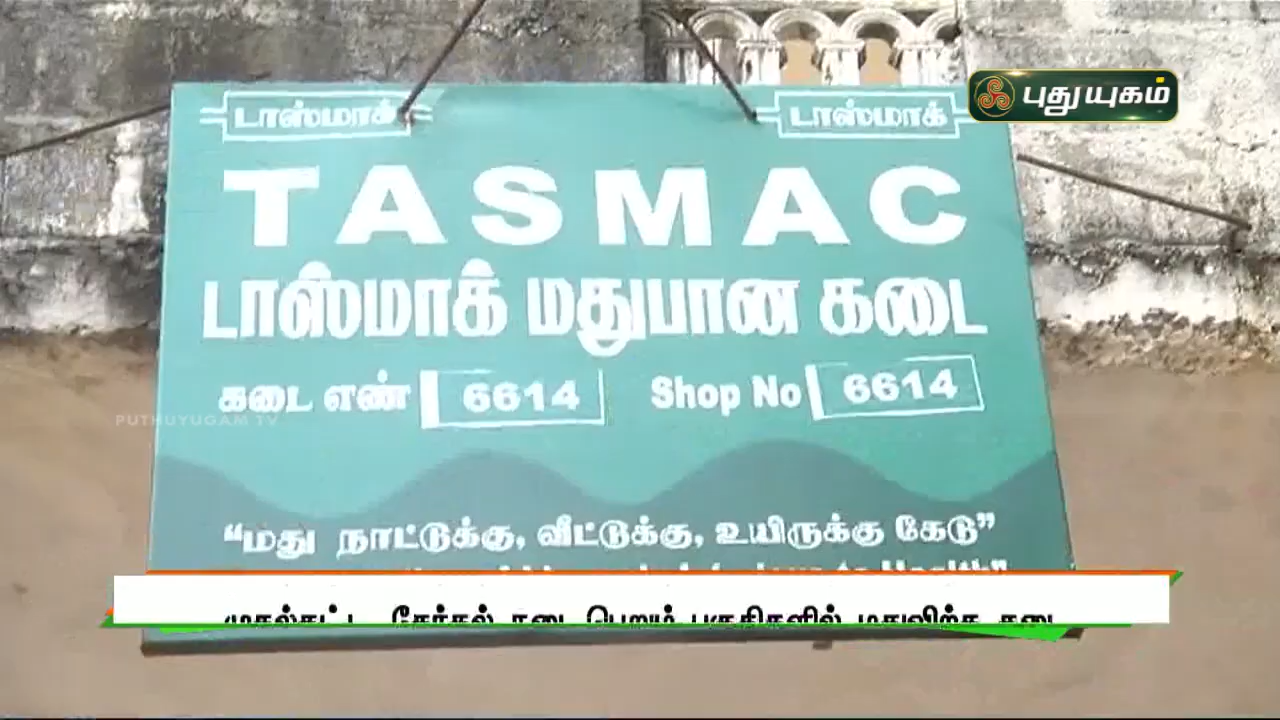 புதுயுகம்
டாஸ்மாக் டாஸ்மாக்
TASMAC
டாஸ்மாக் மதுபான கடை
கடை எண் 6614 Shop No 6614
PUTHUYUGAM TV
“மது நாட்டுக்கு, வீட்டுக்கு, உயிருக்கு கேடு”